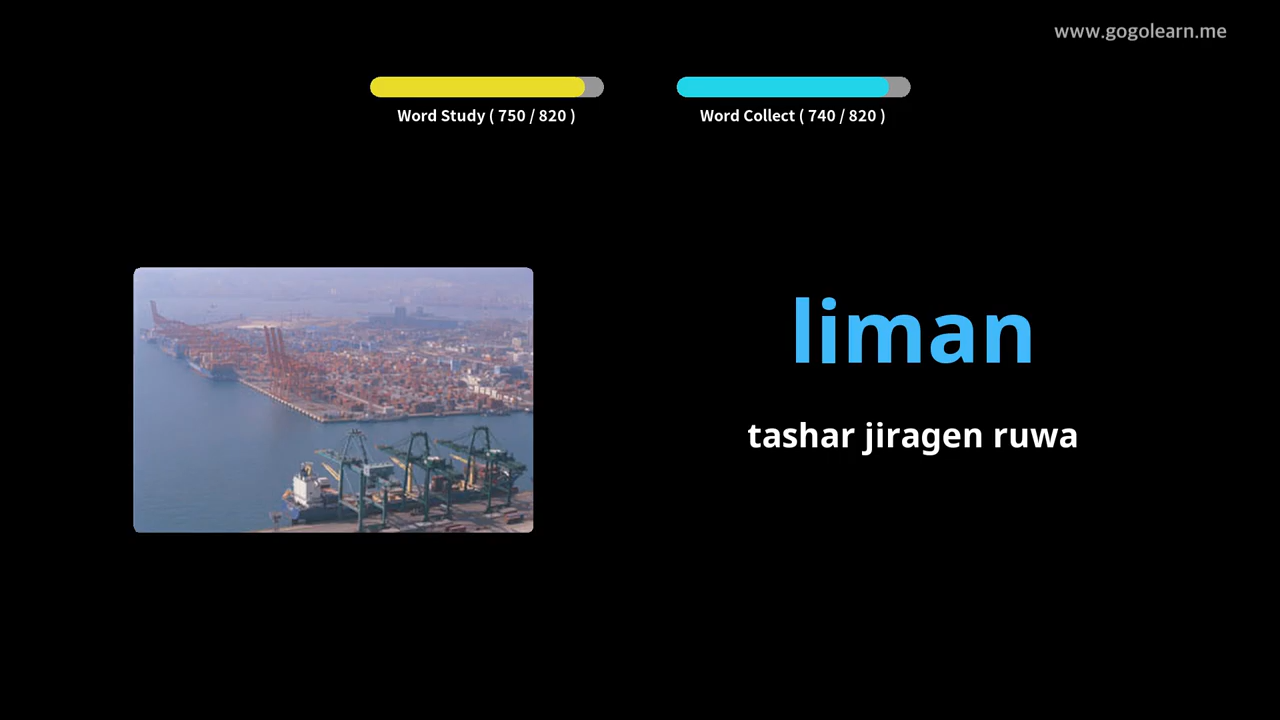 www.gogolearn.me
Word Study ( 750 / 820 )
Word Collect ( 740 / 820 )
liman
tashar jiragen ruwa